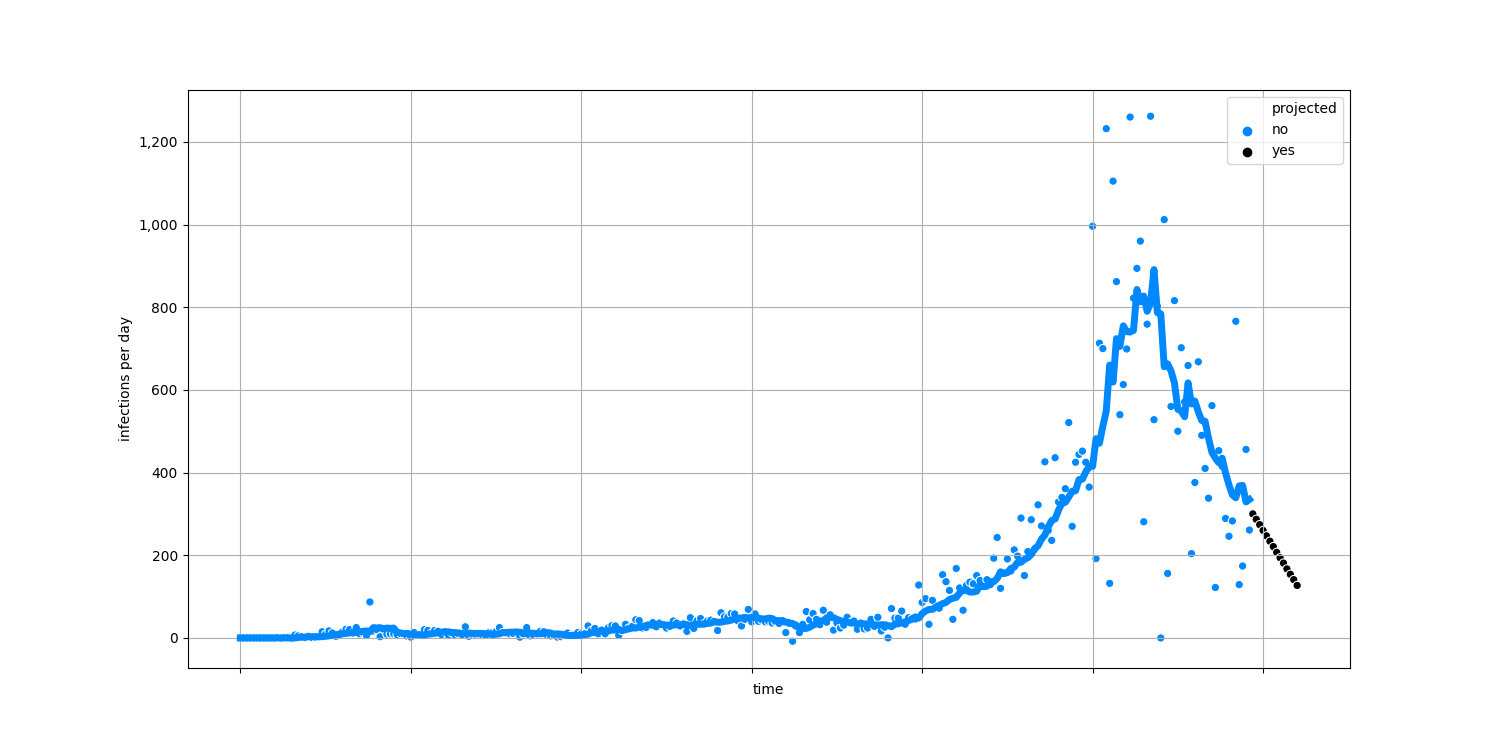 projected
no
yes
1,200
1,000
800
600
400
200
0
infections per day
time